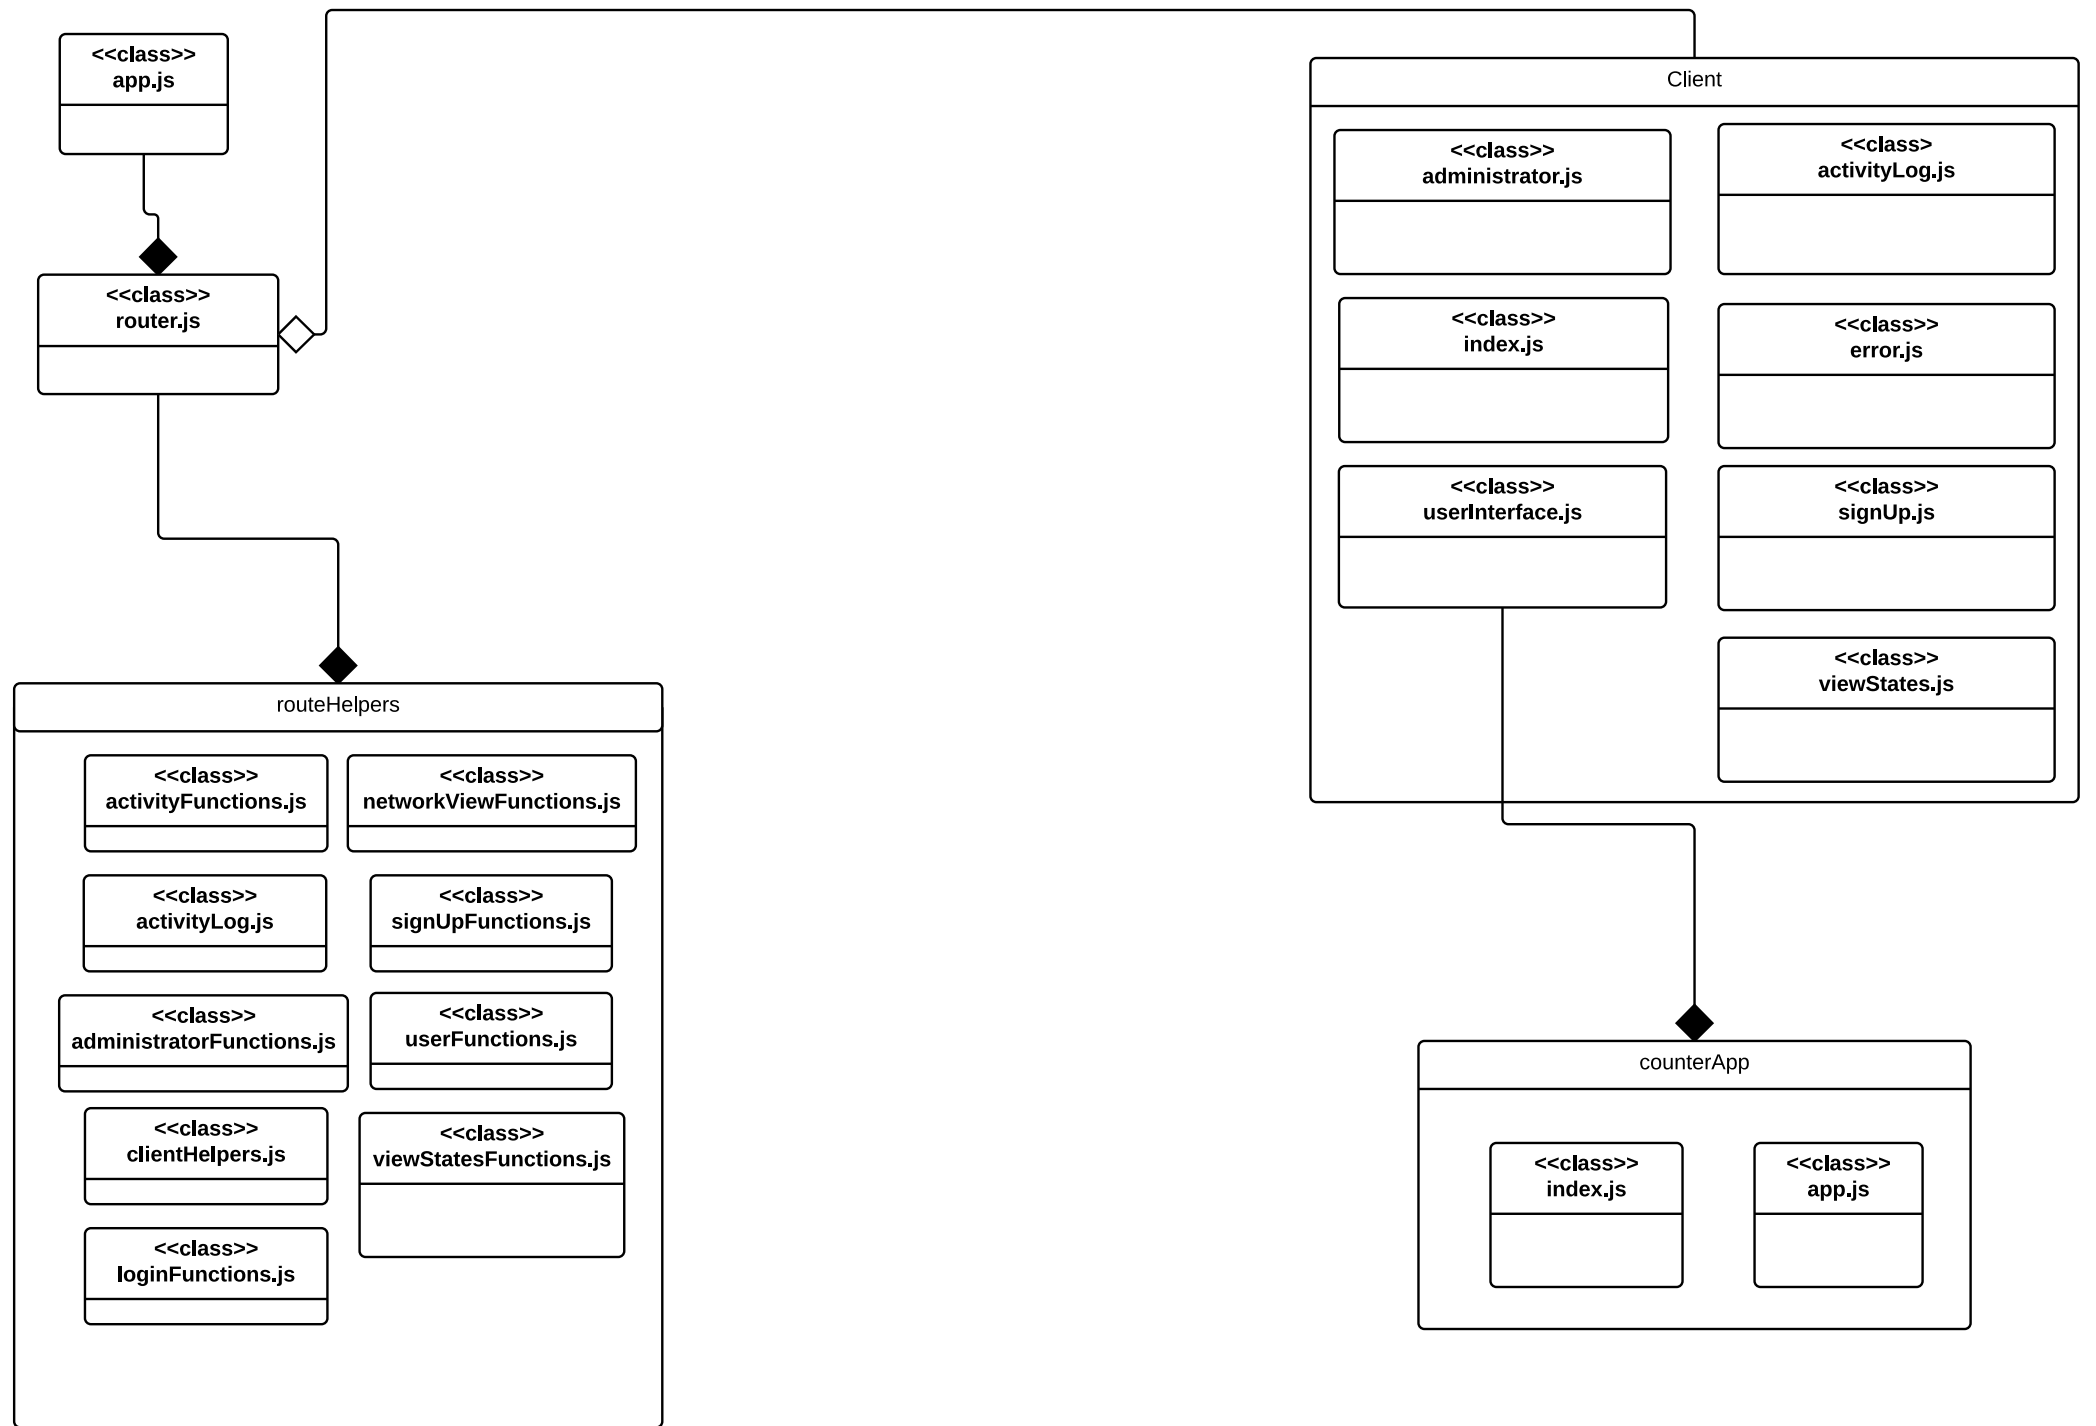 <<class>>
app.js
<<class>>
router.js
Client
<<class>>
administrator.js
<<class>
activityLog.js
<<class>>
index.js
<<class>>
error.js
<<class>>
userInterface.js
<<class>>
signUp.js
<<class>>
viewStates.js
routeHelpers
<<class>>
activityFunctions.js
<<class>>
networkViewFunctions.js
<<class>>
activityLog.js
<<class>>
signUpFunctions.js
<<class>>
administratorFunctions.js
<<class>>
userFunctions.js
<<class>>
clientHelpers.js
<<class>>
viewStatesFunctions.js
<<class>>
loginFunctions.js
counterApp
<<class>>
index.js
<<class>>
app.js